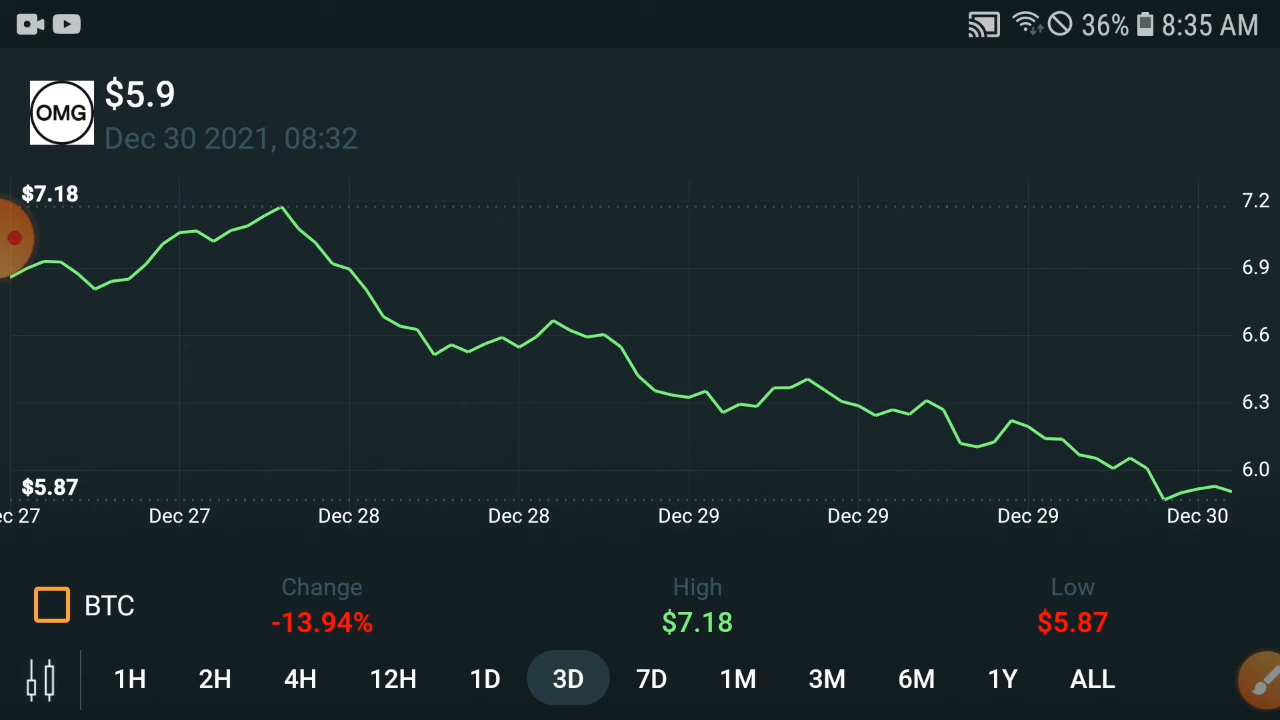 36% 8:35 AM
OMG $5.9
Dec 30 2021, 08:32
$7.18 7.2
6.9
6.6
6.3
6.0
$5.87
ec 27 Dec 27 Dec 28 Dec 28 Dec 29 Dec 29 Dec 29 Dec 30
Change High Low
BTC -13.94% $7.18 $5.87
1H 2H 4H 12H 1D 3D 7D 1M 3M 6M 1Y ALL